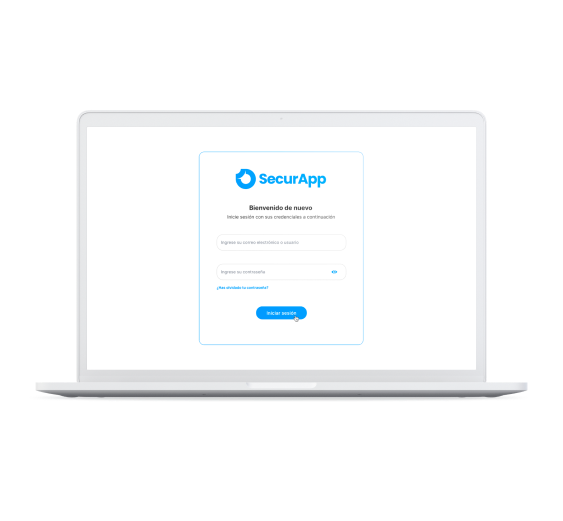 SecurApp
Bienvenido de nuevo
Inicie sesión con sus credenciales a continuación
Ingrese su correo electrónico o usuario
Ingrese su contraseña
¿Has olvidado tu contraseña?
Iniciar sesión